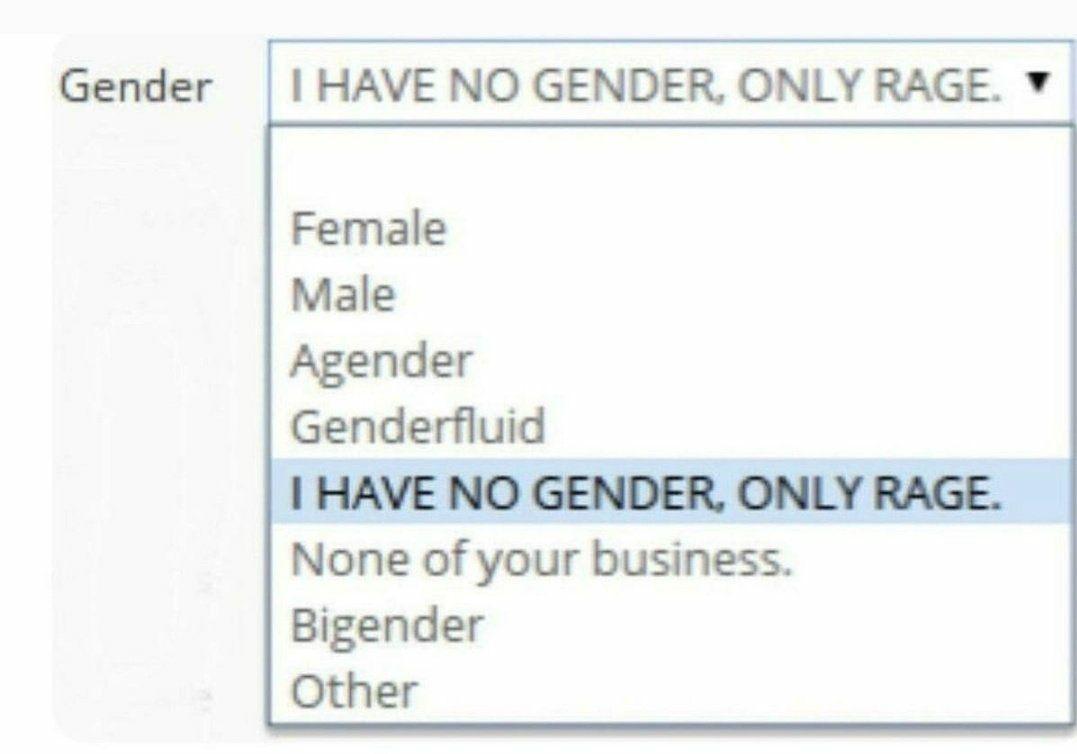 Gender I HAVE NO GENDER, ONLY RAGE.
Female
Male
Agender
Genderfluid
I HAVE NO GENDER, ONLY RAGE.
None of your business.
Bigender
Other